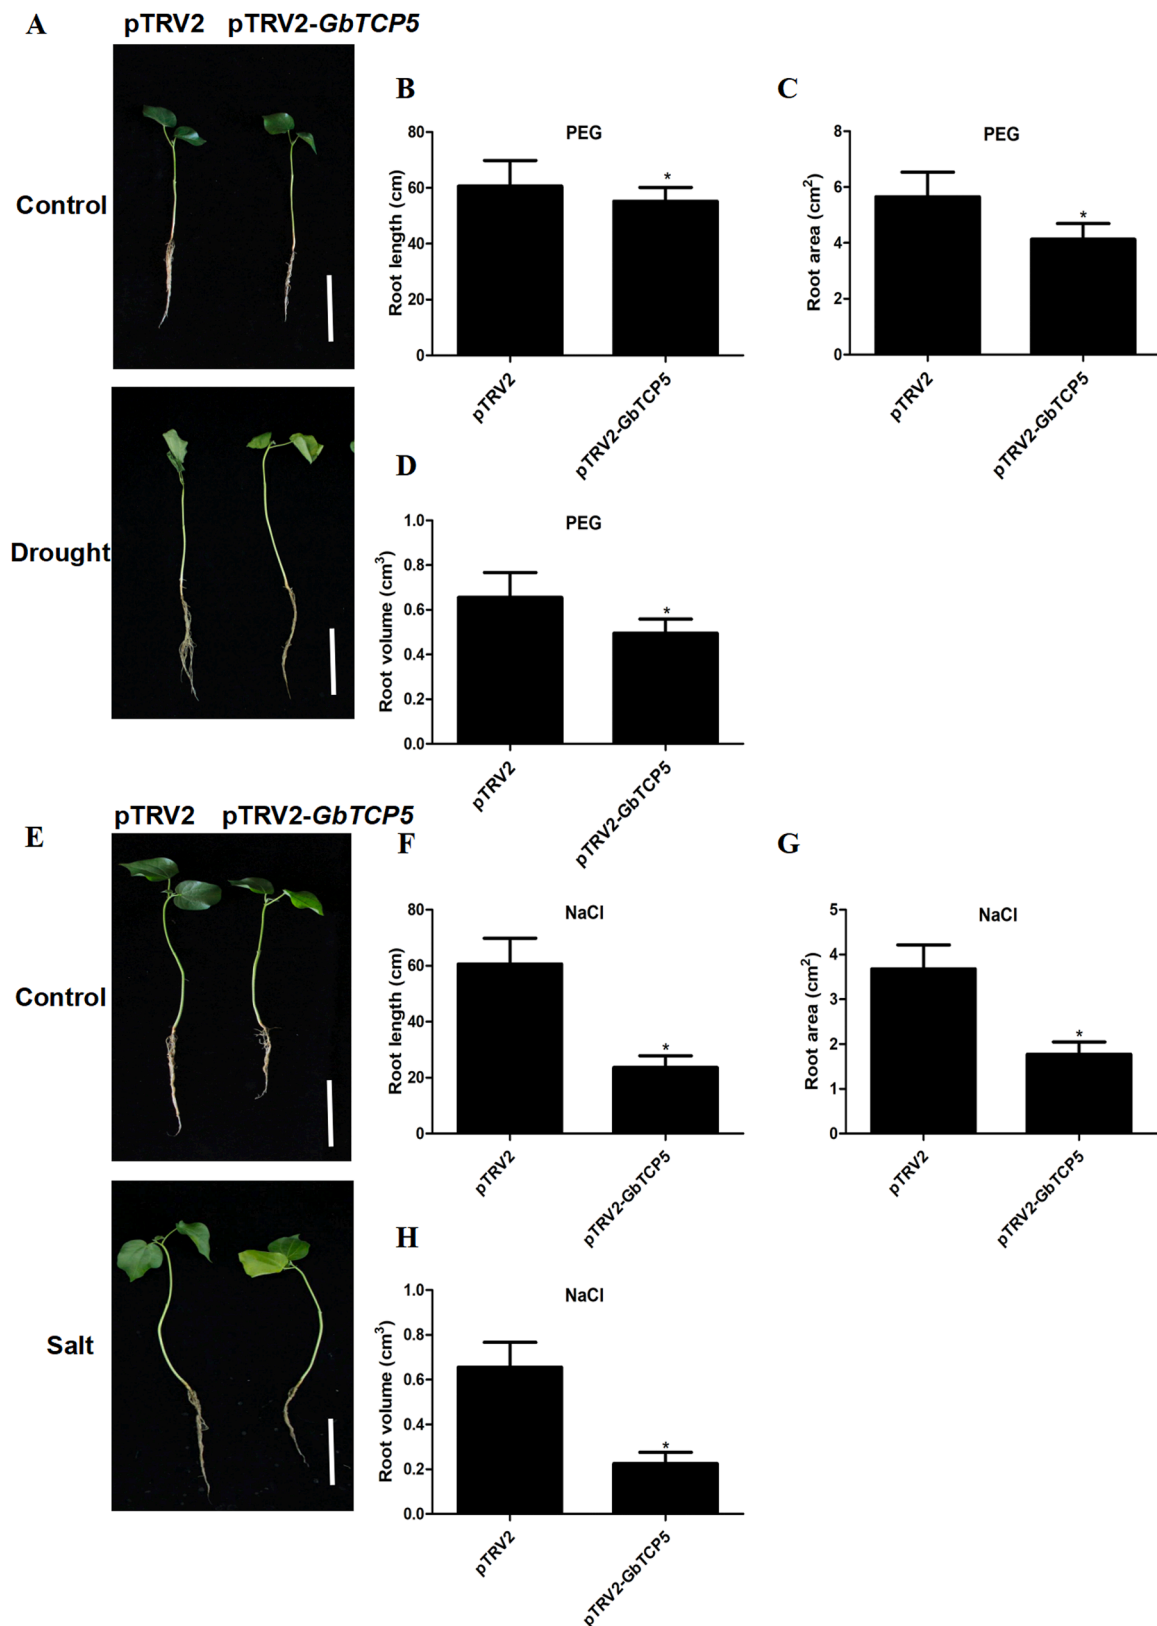 A
pTRV2 pTRV2-GbTCP5
Control
Drought
B
PEG
Root length (cm)
80
60
40
20
0
pTRV2
pTRV2-GbTCP5
*
C
PEG
Root area (cm2)
8
6
4
2
0
pTRV2
pTRV2-GbTCP5
*
D
PEG
Root volume (cm3)
1.0
0.8
0.6
0.4
0.2
0.0
pTRV2
pTRV2-GbTCP5
*
E
pTRV2 pTRV2-GbTCP5
Control
Salt
F
NaCl
Root length (cm)
80
60
40
20
0
pTRV2
pTRV2-GbTCP5
*
G
NaCl
Root area (cm2)
5
4
3
2
1
0
pTRV2
pTRV2-GbTCP5
*
H
NaCl
Root volume (cm3)
1.0
0.8
0.6
0.4
0.2
0.0
pTRV2
pTRV2-GbTCP5
*